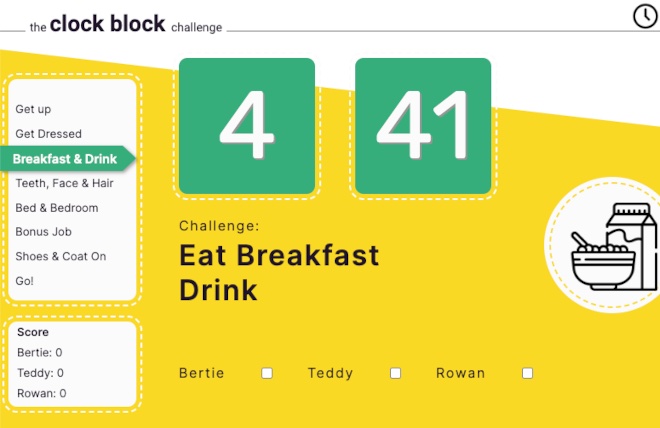 the clock block challenge
Get up
Get Dressed
Breakfast & Drink
Teeth, Face & Hair
Bed & Bedroom
Bonus Job
Shoes & Coat On
Go!
Score
Bertie: 0
Teddy: 0
Rowan: 0
4 41
Challenge:
Eat Breakfast
Drink
Bertie Teddy Rowan